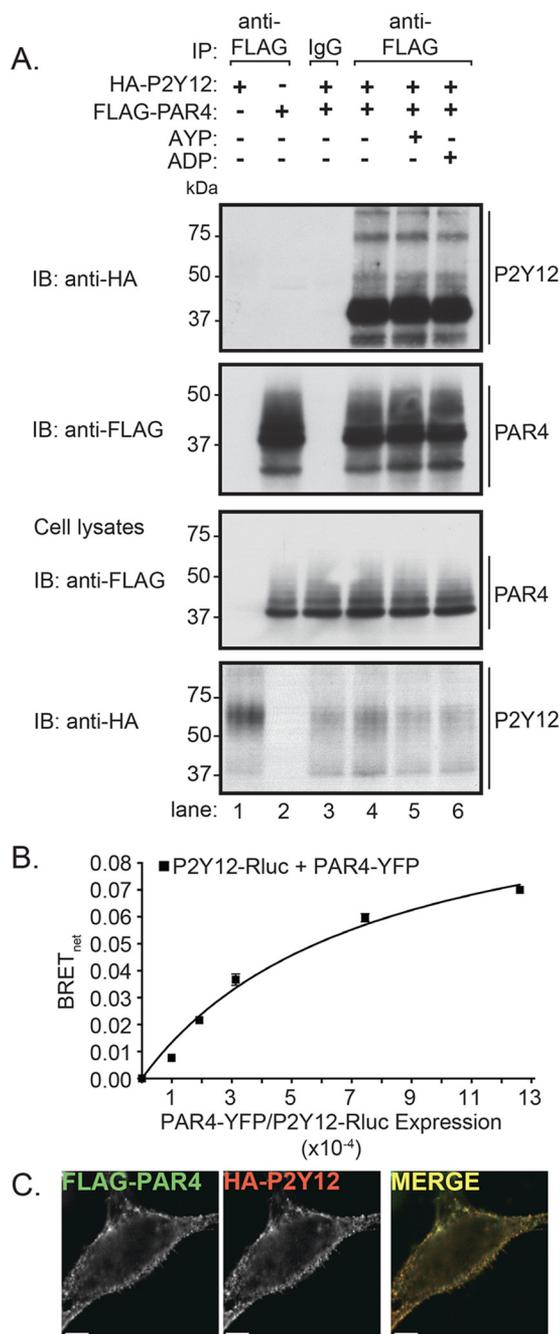 A.
IP: anti-FLAG IgG anti-FLAG
HA-P2Y12: + - + + + +
FLAG-PAR4: - + + + + +
AYP: - - - - + -
ADP: - - - - - +
kDa
IB: anti-HA
75
50
37
P2Y12
IB: anti-FLAG
50
37
PAR4
Cell lysates
IB: anti-FLAG
75
50
37
PAR4
IB: anti-HA
75
50
37
P2Y12
lane: 1 2 3 4 5 6
B.
P2Y12-Rluc + PAR4-YFP
BRETnet
0.08
0.07
0.06
0.05
0.04
0.03
0.02
0.01
0.00
1 3 5 7 9 11 13
PAR4-YFP/P2Y12-Rluc Expression
(x10-4)
C.
FLAG-PAR4 HA-P2Y12 MERGE